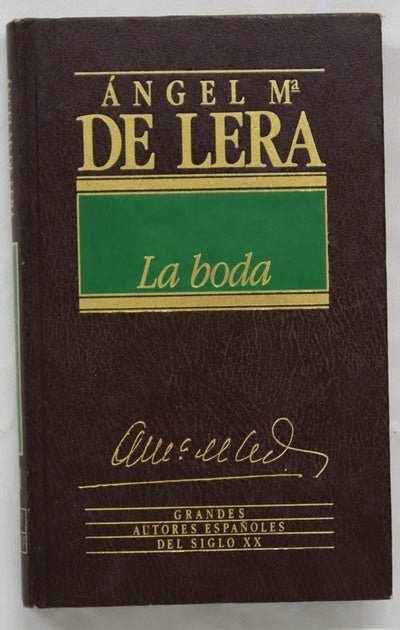 ÁNGEL Mª
DE LERA
La boda
GRANDES
AUTORES ESPAÑOLES
DEL SIGLO XX